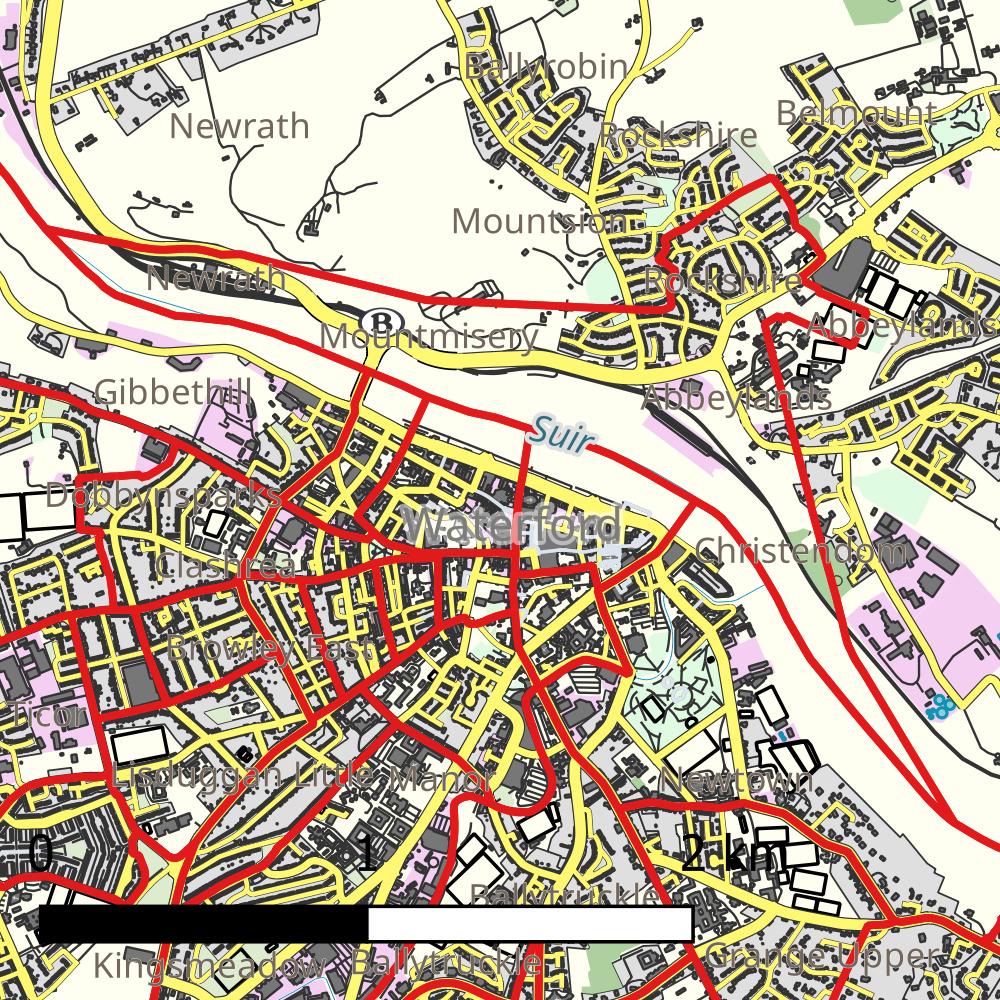 Ballyrobin
Belmount
Newrath
Rockshire
Mountsion
Newrath
Rockshire
B
Mountmisery
Abbeylands
Gibbethill
Abbeylands
Suir
Dobbynsparks
Waterford
Christendom
Clashrea
Browley East
Ticor
Lisduggan Little
Manor
Newtown
0
1
2 km
Ballytruckle
Kingsmeadow
Ballytruckle
Grange Upper